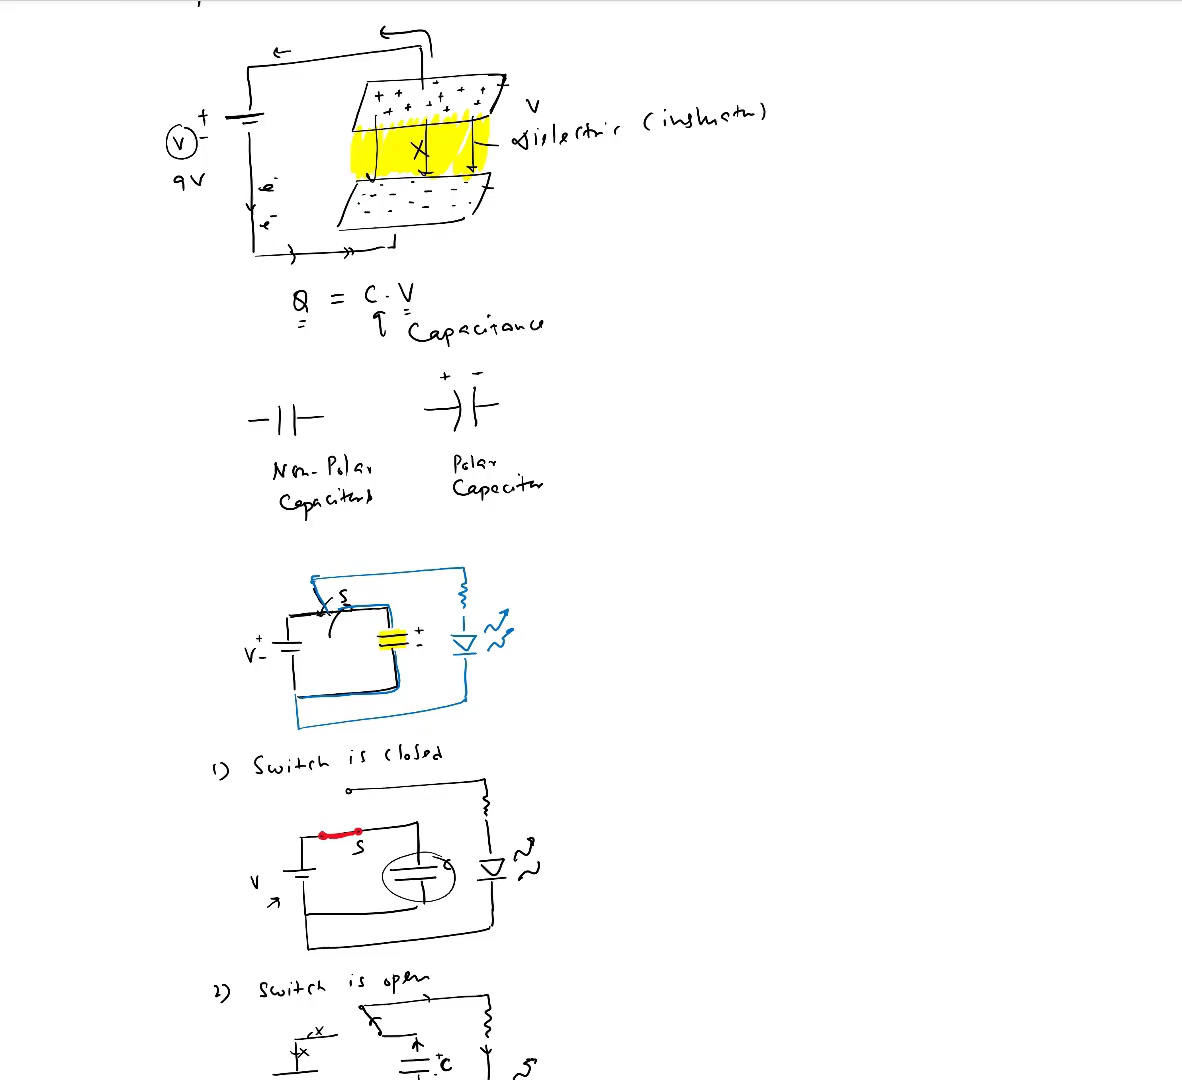 +
V
-
9V
e-
e-
V
X
Dielectric (insulator)
Q = C . V
Capacitance
+ -
Non-Polar
Capacitors
Polar
Capacitor
S
+
V
-
+
-
1) Switch is closed
S
V
C
2) Switch is open
X
X
+
C